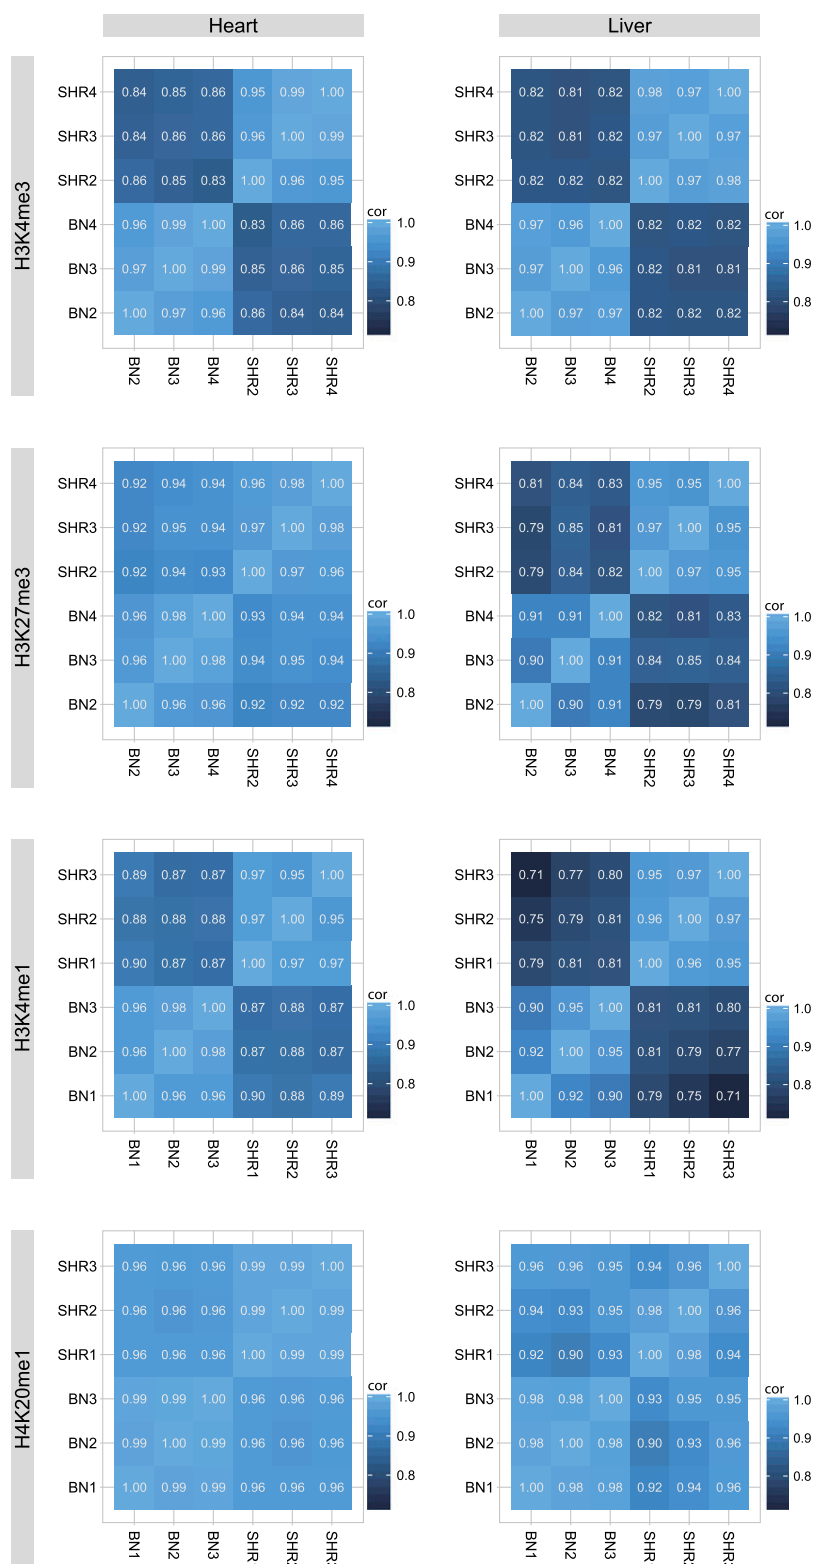 Heart Liver
H3K4me3
SHR4 0.84 0.85 0.86 0.95 0.99 1.00
SHR3 0.84 0.86 0.86 0.96 1.00 0.99
SHR2 0.86 0.85 0.83 1.00 0.96 0.95
BN4 0.96 0.99 1.00 0.83 0.86 0.86
BN3 0.97 1.00 0.99 0.85 0.86 0.85
BN2 1.00 0.97 0.96 0.86 0.84 0.84
BN2 BN3 BN4 SHR2 SHR3 SHR4
cor
1.0
0.9
0.8
SHR4 0.82 0.81 0.82 0.98 0.97 1.00
SHR3 0.82 0.81 0.82 0.97 1.00 0.97
SHR2 0.82 0.82 0.82 1.00 0.97 0.98
BN4 0.97 0.96 1.00 0.82 0.82 0.82
BN3 0.97 1.00 0.96 0.82 0.81 0.81
BN2 1.00 0.97 0.97 0.82 0.82 0.82
BN2 BN3 BN4 SHR2 SHR3 SHR4
cor
1.0
0.9
0.8
H3K27me3
SHR4 0.92 0.94 0.94 0.96 0.98 1.00
SHR3 0.92 0.95 0.94 0.97 1.00 0.98
SHR2 0.92 0.94 0.93 1.00 0.97 0.96
BN4 0.96 0.98 1.00 0.93 0.94 0.94
BN3 0.96 1.00 0.98 0.94 0.95 0.94
BN2 1.00 0.96 0.96 0.92 0.92 0.92
BN2 BN3 BN4 SHR2 SHR3 SHR4
cor
1.0
0.9
0.8
SHR4 0.81 0.84 0.83 0.95 0.95 1.00
SHR3 0.79 0.85 0.81 0.97 1.00 0.95
SHR2 0.79 0.84 0.82 1.00 0.97 0.95
BN4 0.91 0.91 1.00 0.82 0.81 0.83
BN3 0.90 1.00 0.91 0.84 0.85 0.84
BN2 1.00 0.90 0.91 0.79 0.79 0.81
BN2 BN3 BN4 SHR2 SHR3 SHR4
cor
1.0
0.9
0.8
H3K4me1
SHR3 0.89 0.87 0.87 0.97 0.95 1.00
SHR2 0.88 0.88 0.88 0.97 1.00 0.95
SHR1 0.90 0.87 0.87 1.00 0.97 0.97
BN3 0.96 0.98 1.00 0.87 0.88 0.87
BN2 0.96 1.00 0.98 0.87 0.88 0.87
BN1 1.00 0.96 0.96 0.90 0.88 0.89
BN1 BN2 BN3 SHR1 SHR2 SHR3
cor
1.0
0.9
0.8
SHR3 0.71 0.77 0.80 0.95 0.97 1.00
SHR2 0.75 0.79 0.81 0.96 1.00 0.97
SHR1 0.79 0.81 0.81 1.00 0.96 0.95
BN3 0.90 0.95 1.00 0.81 0.81 0.80
BN2 0.92 1.00 0.95 0.81 0.79 0.77
BN1 1.00 0.92 0.90 0.79 0.75 0.71
BN1 BN2 BN3 SHR1 SHR2 SHR3
cor
1.0
0.9
0.8
H4K20me1
SHR3 0.96 0.96 0.96 0.99 0.99 1.00
SHR2 0.96 0.96 0.96 0.99 1.00 0.99
SHR1 0.96 0.96 0.96 1.00 0.99 0.99
BN3 0.99 0.99 1.00 0.96 0.96 0.96
BN2 0.99 1.00 0.99 0.96 0.96 0.96
BN1 1.00 0.99 0.99 0.96 0.96 0.96
BN1 BN2 BN3 SHR SHR SHR
cor
1.0
0.9
0.8
SHR3 0.96 0.96 0.95 0.94 0.96 1.00
SHR2 0.94 0.93 0.95 0.98 1.00 0.96
SHR1 0.92 0.90 0.93 1.00 0.98 0.94
BN3 0.98 0.98 1.00 0.93 0.95 0.95
BN2 0.98 1.00 0.98 0.90 0.93 0.96
BN1 1.00 0.98 0.98 0.92 0.94 0.96
BN1 BN2 BN3 SHR SHR SHR
cor
1.0
0.9
0.8